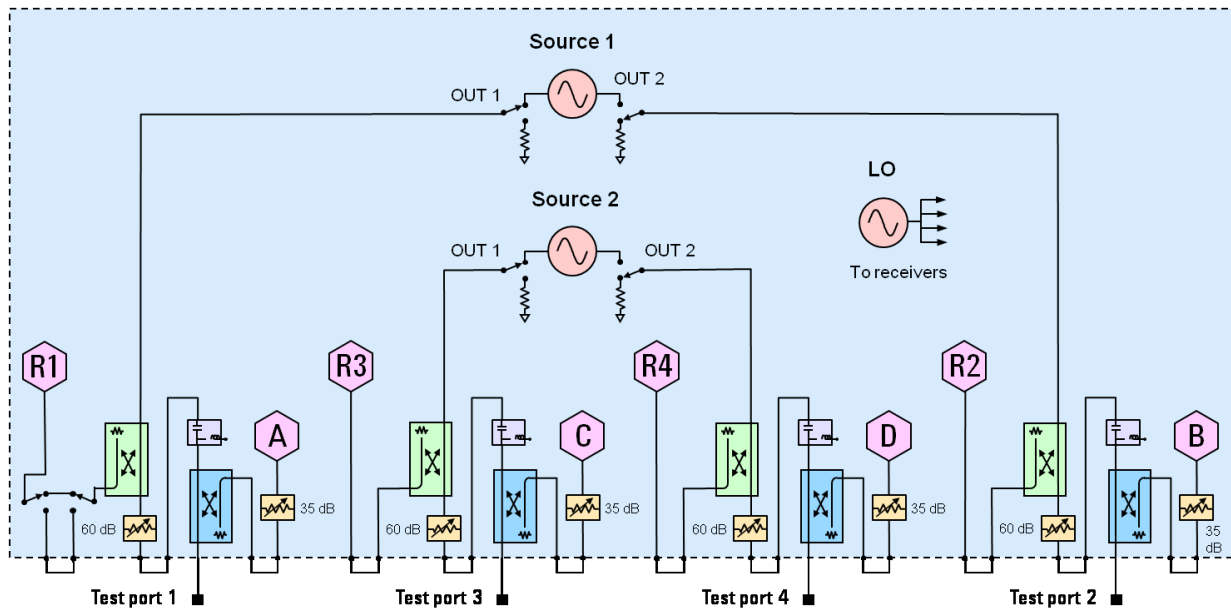 Source 1
OUT 1
OUT 2
LO
Source 2
OUT 1
OUT 2
To receivers
R1
R3
R4
R2
A
C
D
B
60 dB
35 dB
60 dB
35 dB
60 dB
35 dB
60 dB
35
dB
Test port 1
Test port 3
Test port 4
Test port 2